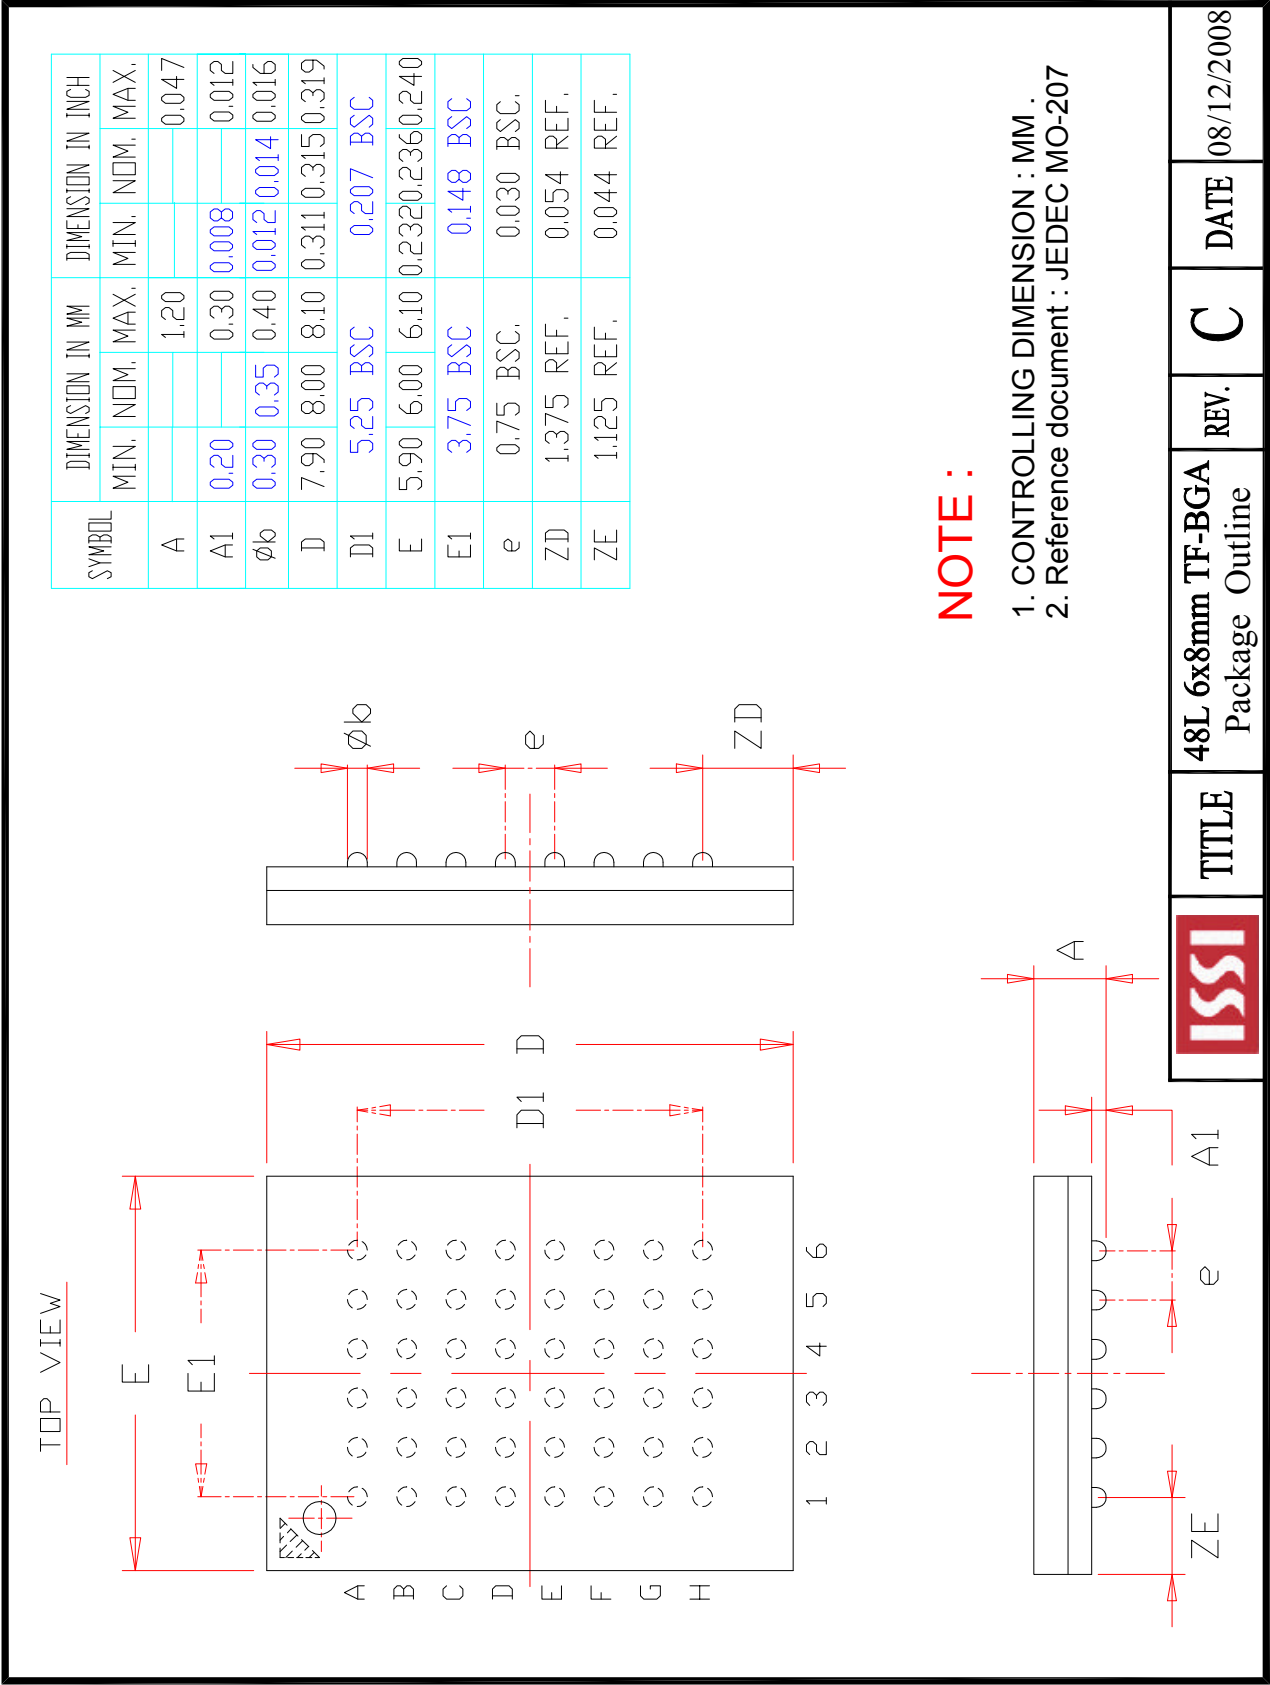 TOP VIEW
E
E1
A
B
C
D
E
F
G
H
1 2 3 4 5 6
D1
D
Øb
e
ZD
ZE
e
A1
A
SYMBOL DIMENSION IN MM DIMENSION IN INCH
MIN. NOM. MAX. MIN. NOM. MAX.
A 1.20 0.047
A1 0.20 0.30 0.008 0.012
Øb 0.30 0.35 0.40 0.012 0.014 0.016
D 7.90 8.00 8.10 0.311 0.315 0.319
D1 5.25 BSC 0.207 BSC
E 5.90 6.00 6.10 0.232 0.236 0.240
E1 3.75 BSC 0.148 BSC
e 0.75 BSC. 0.030 BSC.
ZD 1.375 REF. 0.054 REF.
ZE 1.125 REF. 0.044 REF.
NOTE :
1. CONTROLLING DIMENSION : MM .
2. Reference document : JEDEC MO-207
ISSI
TITLE
48L 6x8mm TF-BGA
Package Outline
REV.
C
DATE
08/12/2008